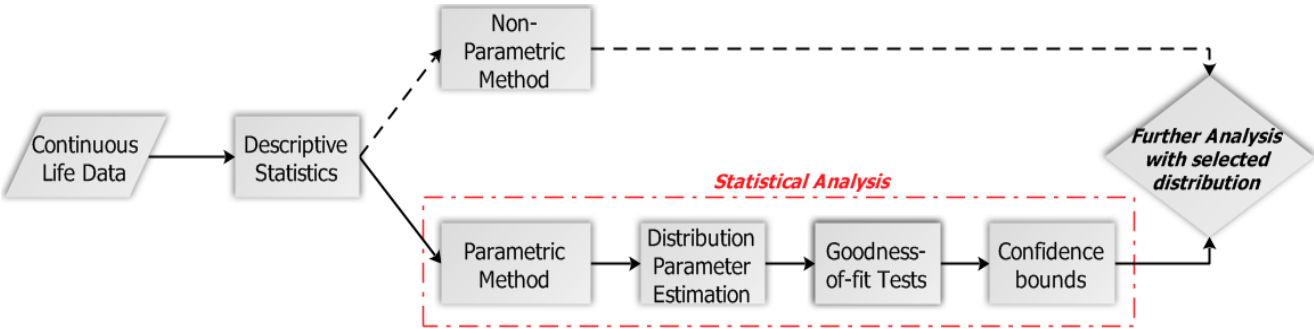 Continuous
Life Data
Descriptive
Statistics
Non-
Parametric
Method
Statistical Analysis
Parametric
Method
Distribution
Parameter
Estimation
Goodness-
of-fit Tests
Confidence
bounds
Further Analysis
with selected
distribution